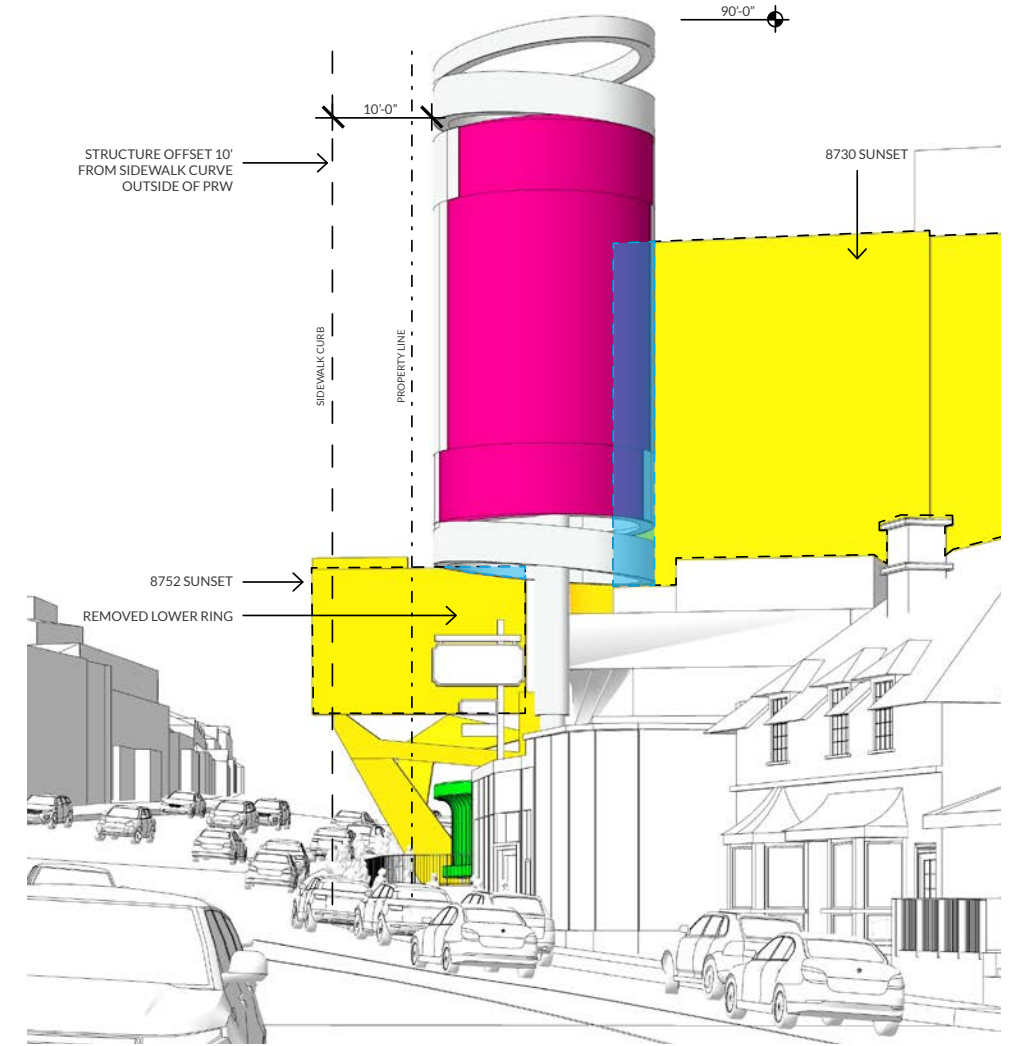 90'-0"
10'-0"
STRUCTURE OFFSET 10'
FROM SIDEWALK CURVE
OUTSIDE OF PRW
8730 SUNSET
SIDEWALK CURB
PROPERTY LINE
8752 SUNSET
REMOVED LOWER RING